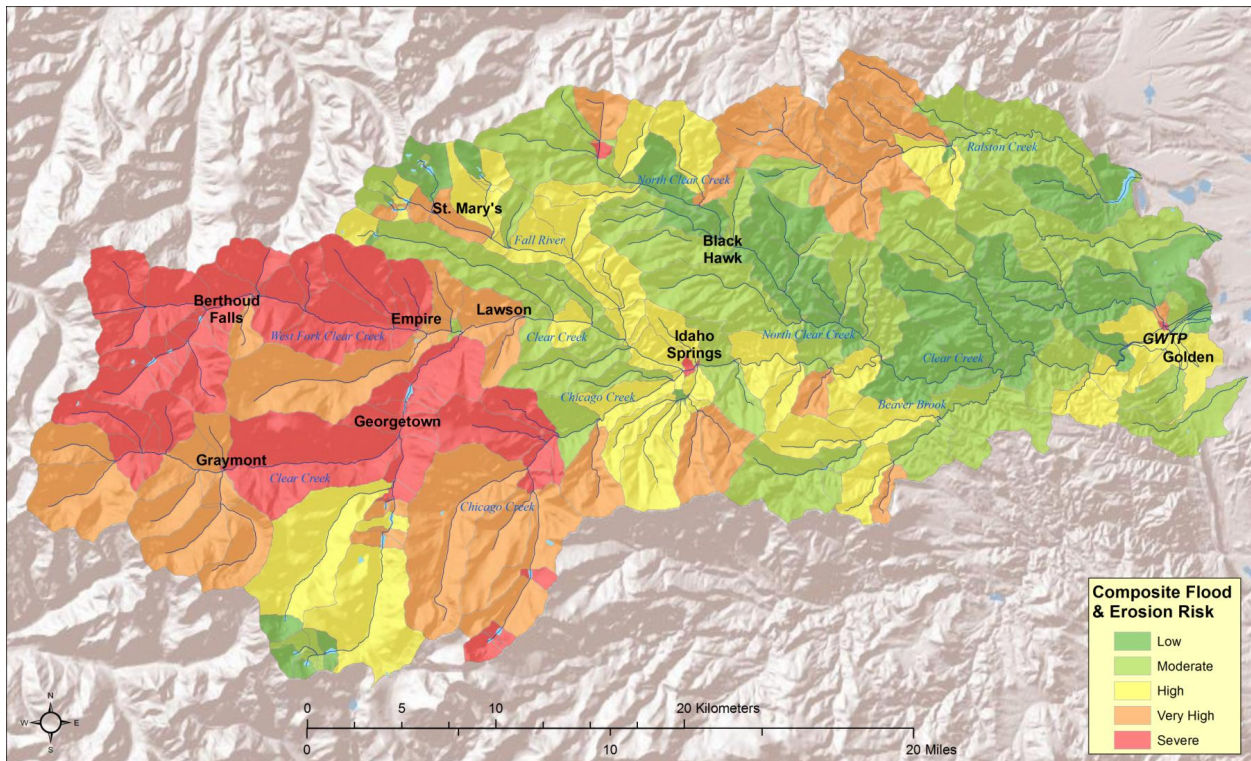 Ralston Creek
North Clear Creek
St. Mary's
Fall River
Black
Hawk
Berthoud
Falls
West Fork Clear Creek
Empire
Lawson
Clear Creek
Idaho
Springs
North Clear Creek
Clear Creek
GWTP
Golden
Chicago Creek
Beaver Brook
Georgetown
Graymont
Clear Creek
Chicago Creek
Composite Flood
& Erosion Risk
Low
Moderate
High
Very High
Severe
N
W
E
S
0 5 10 20 Kilometers
0 10 20 Miles